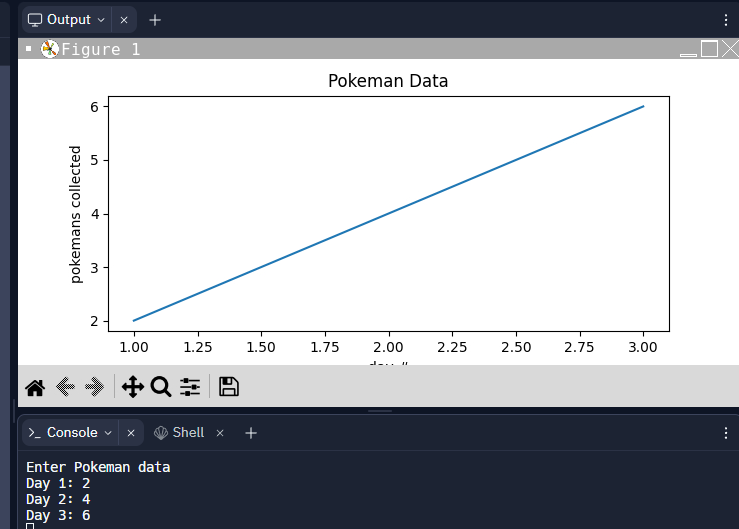 Output
Figure 1
Pokeman Data
pokemans collected
6
5
4
3
2
1.00 1.25 1.50 1.75 2.00 2.25 2.50 2.75 3.00
day #
Console
Shell
Enter Pokeman data
Day 1: 2
Day 2: 4
Day 3: 6